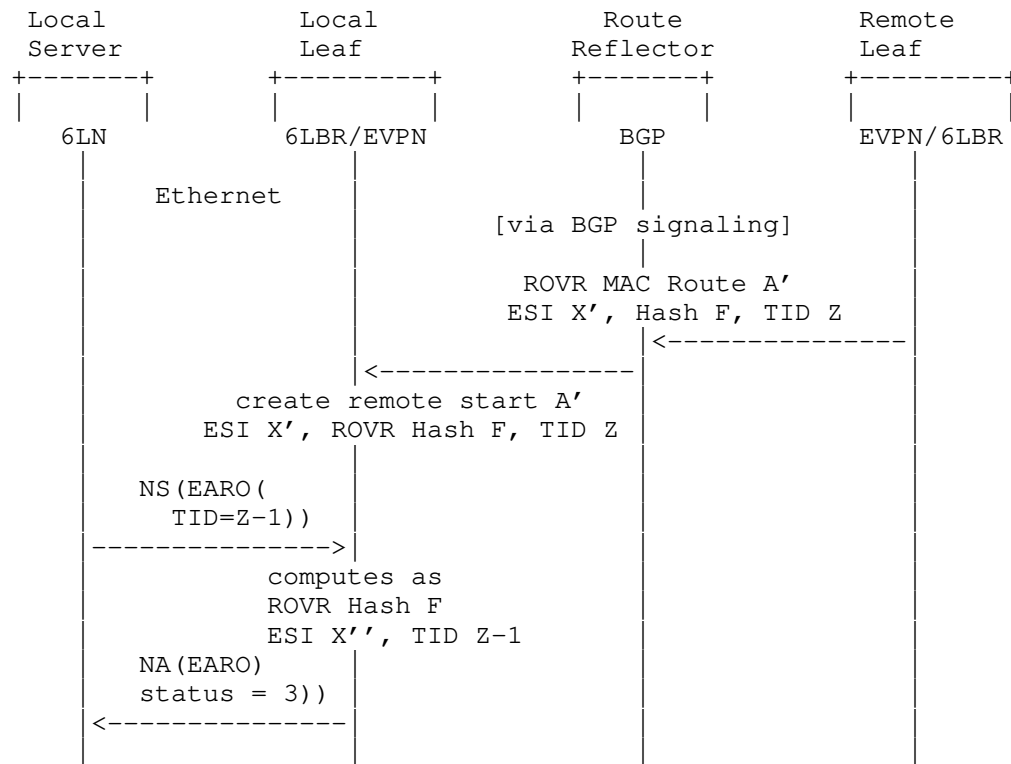 Local Local Route Remote
Server Leaf Reflector Leaf
6LN 6LBR/EVPN BGP EVPN/6LBR
Ethernet
[via BGP signaling]
ROVR MAC Route A'
ESI X', Hash F, TID Z
create remote start A'
ESI X', ROVR Hash F, TID Z
NS(EARO(
TID=Z-1))
computes as
ROVR Hash F
ESI X'', TID Z-1
NA(EARO)
status = 3))